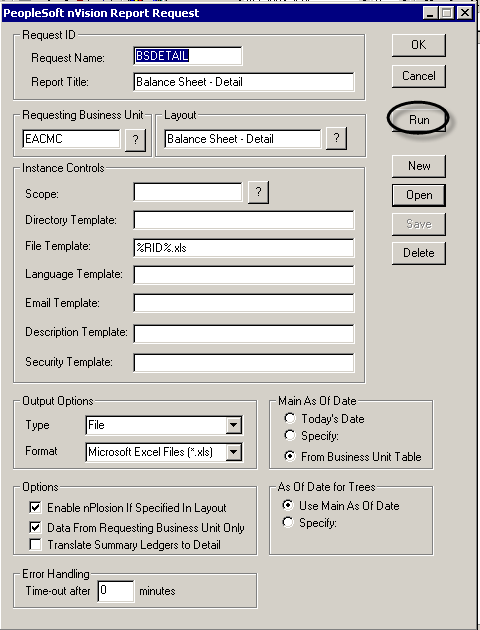 PeopleSoft nVision Report Request
Request ID
Request Name: BSDETAIL
Report Title: Balance Sheet - Detail
OK
Cancel
Run
Requesting Business Unit
EACMC ?
Layout
Balance Sheet - Detail ?
New
Open
Save
Delete
Instance Controls
Scope: ?
Directory Template:
File Template: %RID%.xls
Language Template:
Email Template:
Description Template:
Security Template:
Output Options
Type File
Format Microsoft Excel Files (*.xls)
Main As Of Date
Today's Date
Specify:
From Business Unit Table
Options
Enable nPlosion If Specified In Layout
Data From Requesting Business Unit Only
Translate Summary Ledgers to Detail
As Of Date for Trees
Use Main As Of Date
Specify:
Error Handling
Time-out after 0 minutes